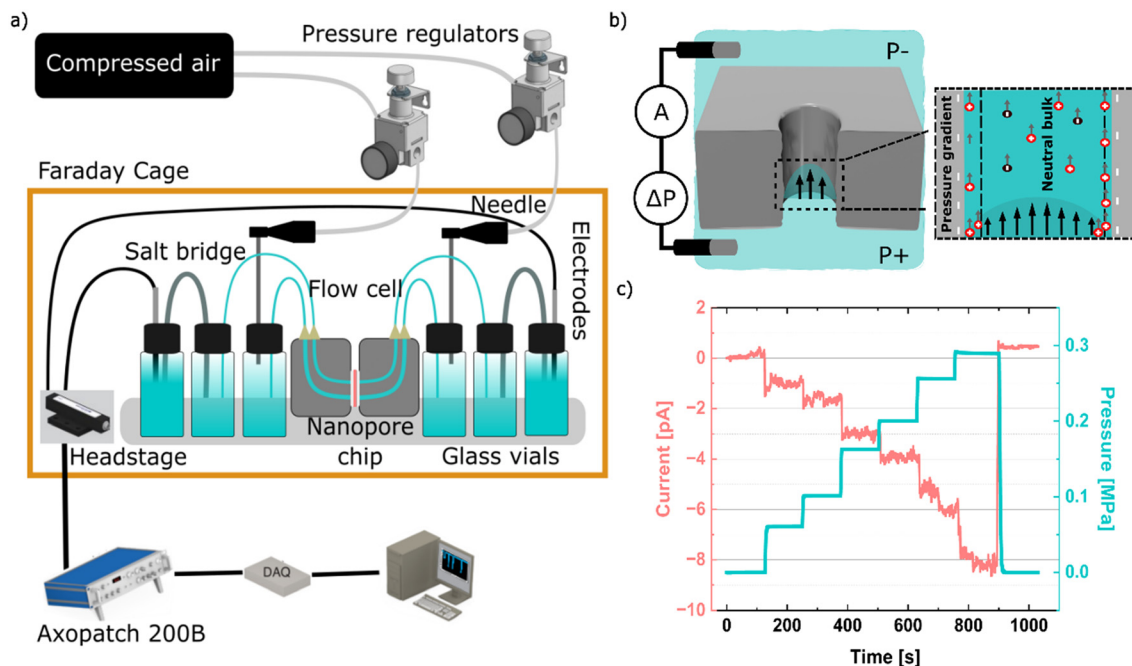 a)
Compressed air
Pressure regulators
Faraday Cage
Needle
Salt bridge
Flow cell
Electrodes
Nanopore
chip
Headstage
Glass vials
DAQ
Axopatch 200B
b)
P-
A
ΔP
P+
Pressure gradient
Neutral bulk
c)
Current [pA]
2
0
−2
−4
−6
−8
−10
0
200
400
600
800
1000
Time [s]
0.3
0.2
0.1
0.0
Pressure [MPa]